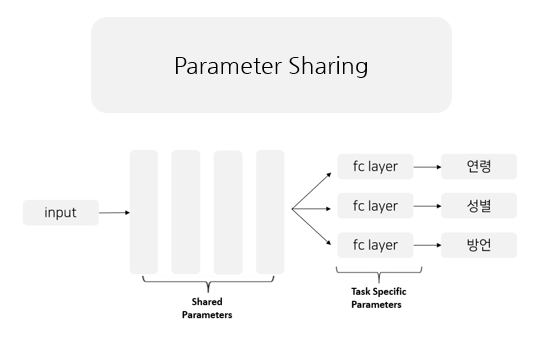 Parameter Sharing
input
fc layer
연령
fc layer
성별
fc layer
방언
Shared
Parameters
Task Specific
Parameters